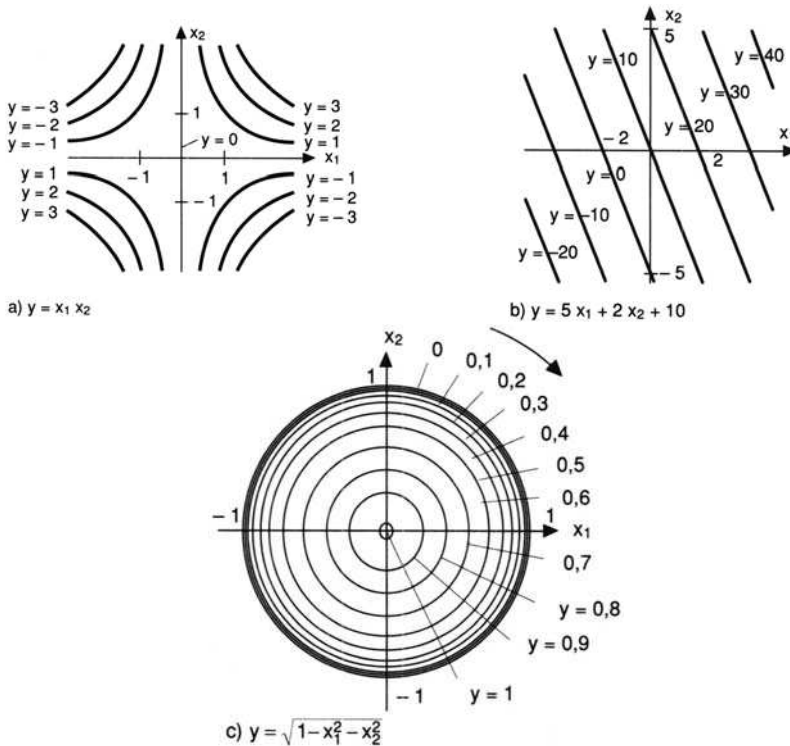 x₂
y = – 3
y = – 2
y = – 1
1
y = 0
y = 3
y = 2
y = 1
x₁
– 1
1
y = 1
y = 2
y = 3
– 1
y = – 1
y = – 2
y = – 3
a) y = x₁ x₂
x₂
5
y = 10
y = 40
y = 30
y = 20
– 2
x
2
y = 0
y = –10
y = –20
– 5
b) y = 5 x₁ + 2 x₂ + 10
x₂
1
0
0,1
0,2
0,3
0,4
0,5
0,6
– 1
1
x₁
0,7
y = 0,8
y = 0,9
y = 1
– 1
c) y = √1– x₁² – x₂²